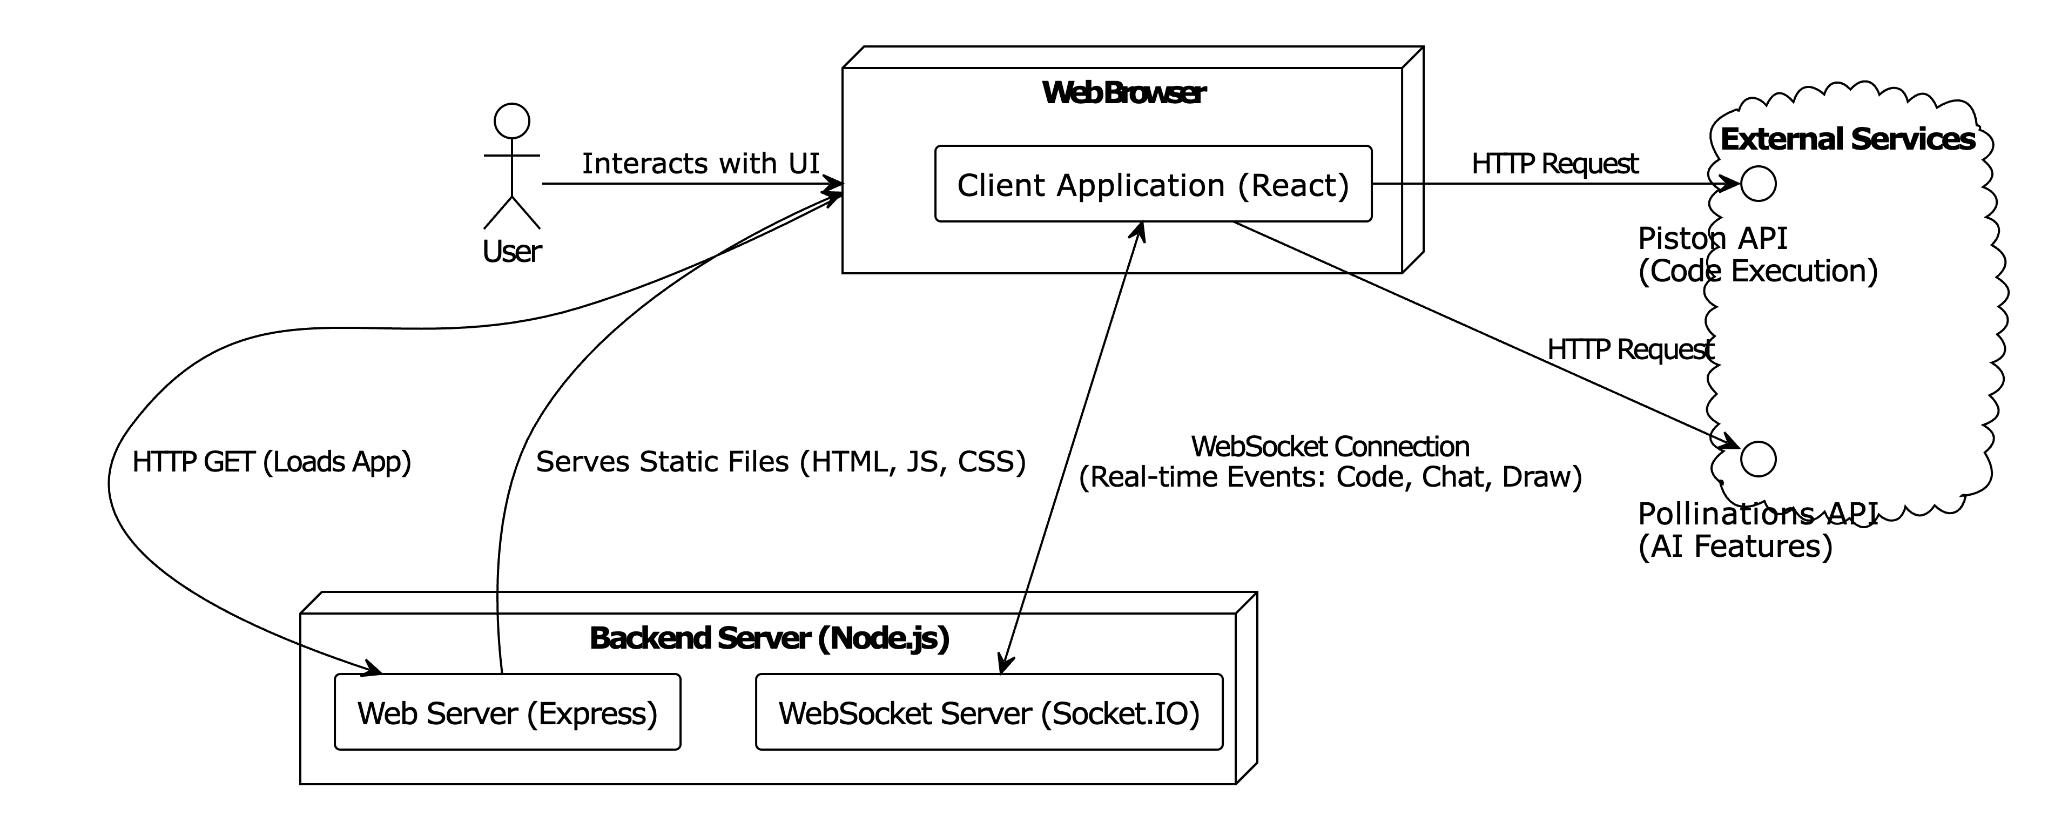 Web Browser
External Services
Interacts with UI
HTTP Request
Client Application (React)
User
Piston API
(Code Execution)
HTTP Request
HTTP GET (Loads App)
Serves Static Files (HTML, JS, CSS)
WebSocket Connection
(Real-time Events: Code, Chat, Draw)
Pollinations API
(AI Features)
Backend Server (Node.js)
Web Server (Express)
WebSocket Server (Socket.IO)